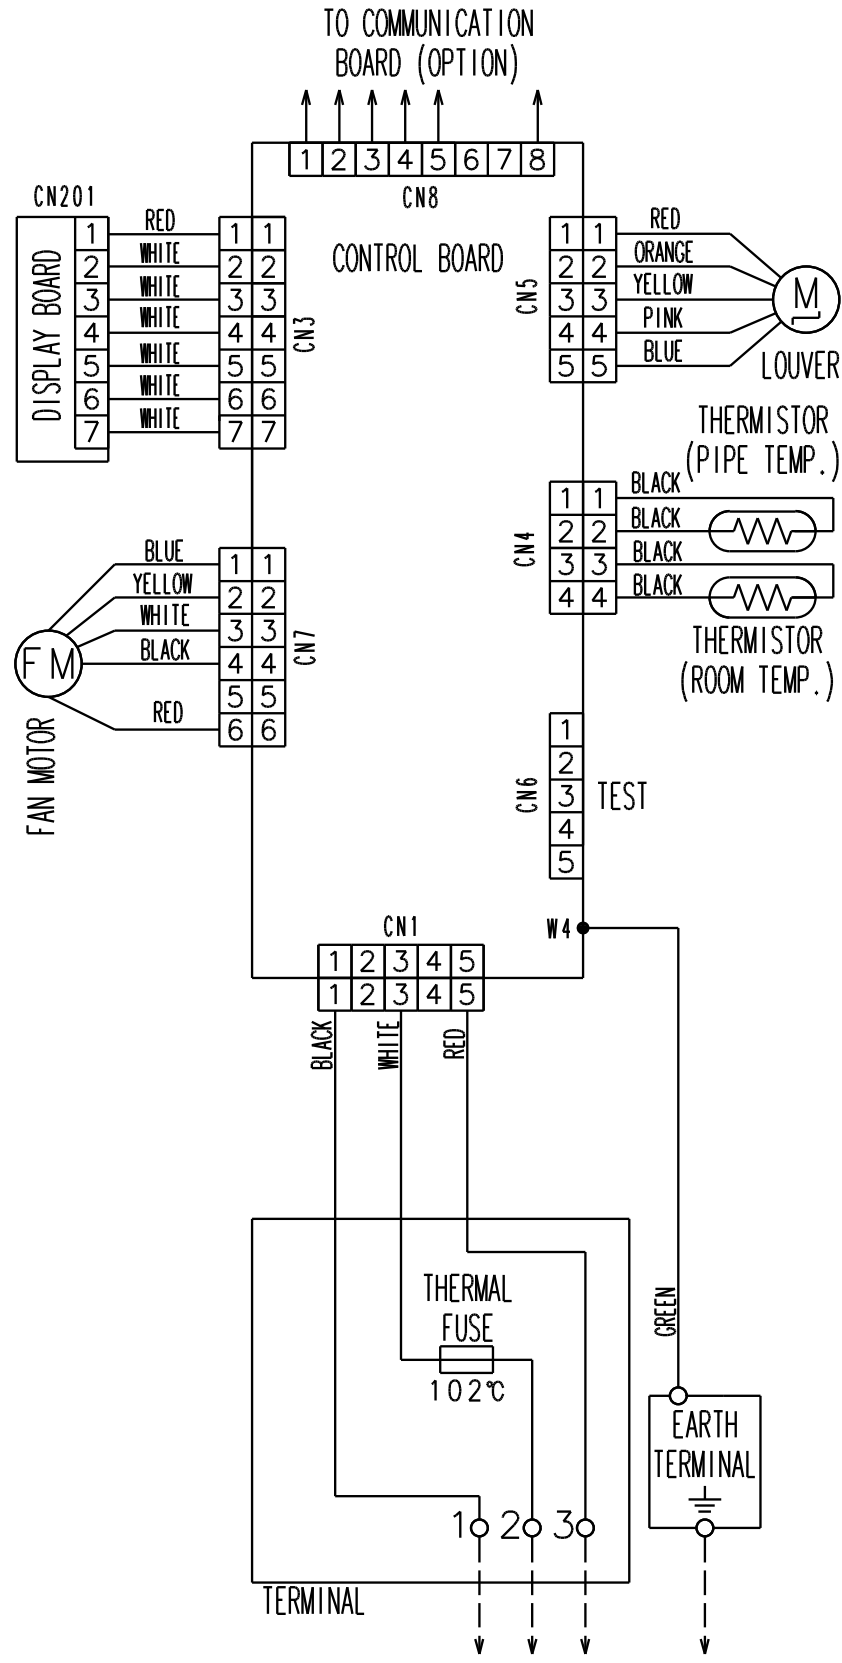 TO COMMUNICATION
BOARD (OPTION)
1 2 3 4 5 6 7 8
CN8
CONTROL BOARD
CN201
DISPLAY BOARD
1 RED 1 1
2 WHITE 2 2
3 WHITE 3 3
4 WHITE 4 4
5 WHITE 5 5
6 WHITE 6 6
7 WHITE 7 7
CN3
CN5
1 1 RED
2 2 ORANGE
3 3 YELLOW
4 4 PINK
5 5 BLUE
M
LOUVER
THERMISTOR
(PIPE TEMP.)
CN4
1 1 BLACK
2 2 BLACK
3 3 BLACK
4 4 BLACK
THERMISTOR
(ROOM TEMP.)
BLUE 1 1
YELLOW 2 2
WHITE 3 3
BLACK 4 4
5 5
RED 6 6
CN7
FM
FAN MOTOR
CN6
1
2
3
4
5
TEST
W4
CN1
1 2 3 4 5
1 2 3 4 5
BLACK
WHITE
RED
GREEN
THERMAL
FUSE
102℃
1 2 3
TERMINAL
EARTH
TERMINAL